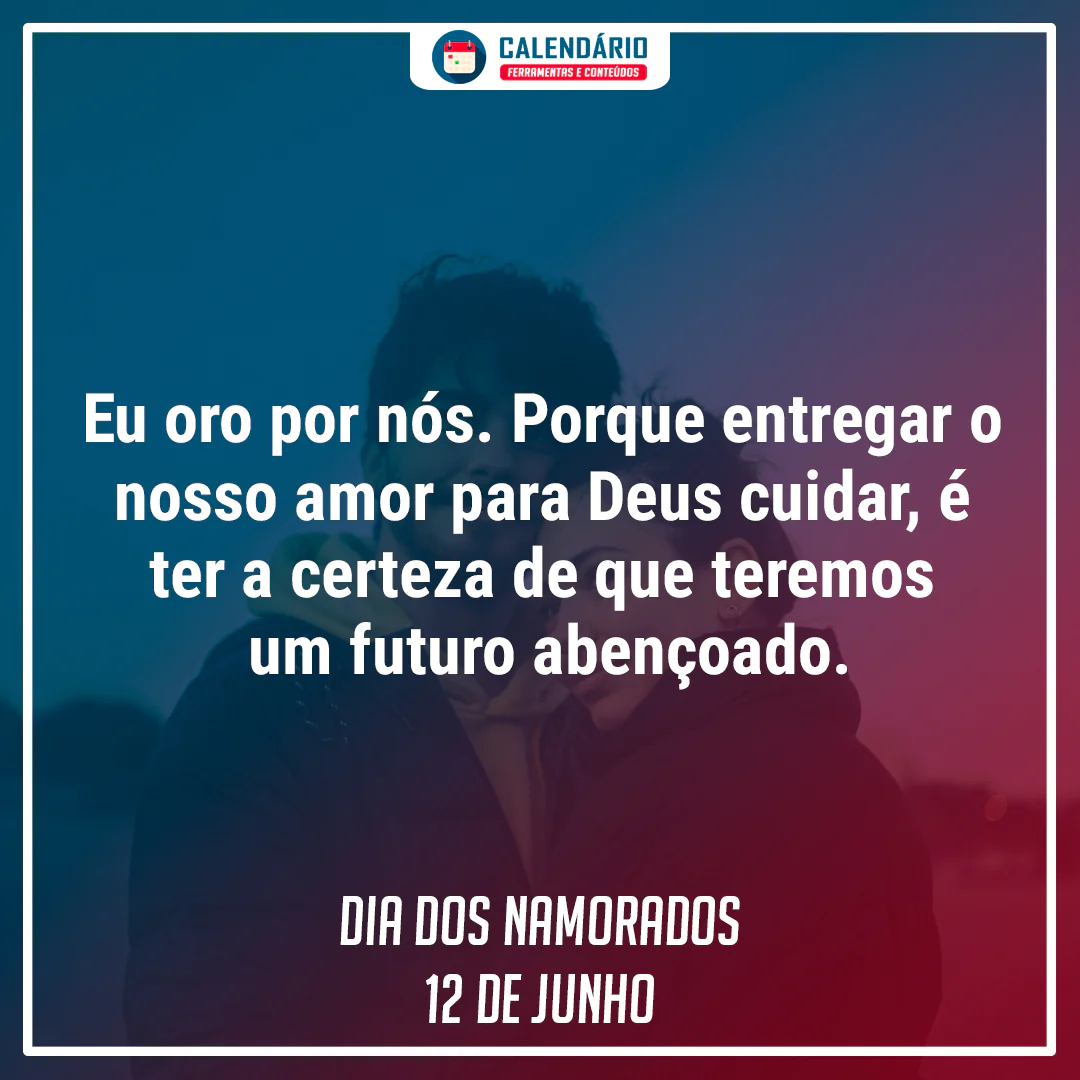 CALENDÁRIO
FERRAMENTAS E CONTEÚDOS
Eu oro por nós. Porque entregar o
nosso amor para Deus cuidar, é
ter a certeza de que teremos
um futuro abençoado.
DIA DOS NAMORADOS
12 DE JUNHO